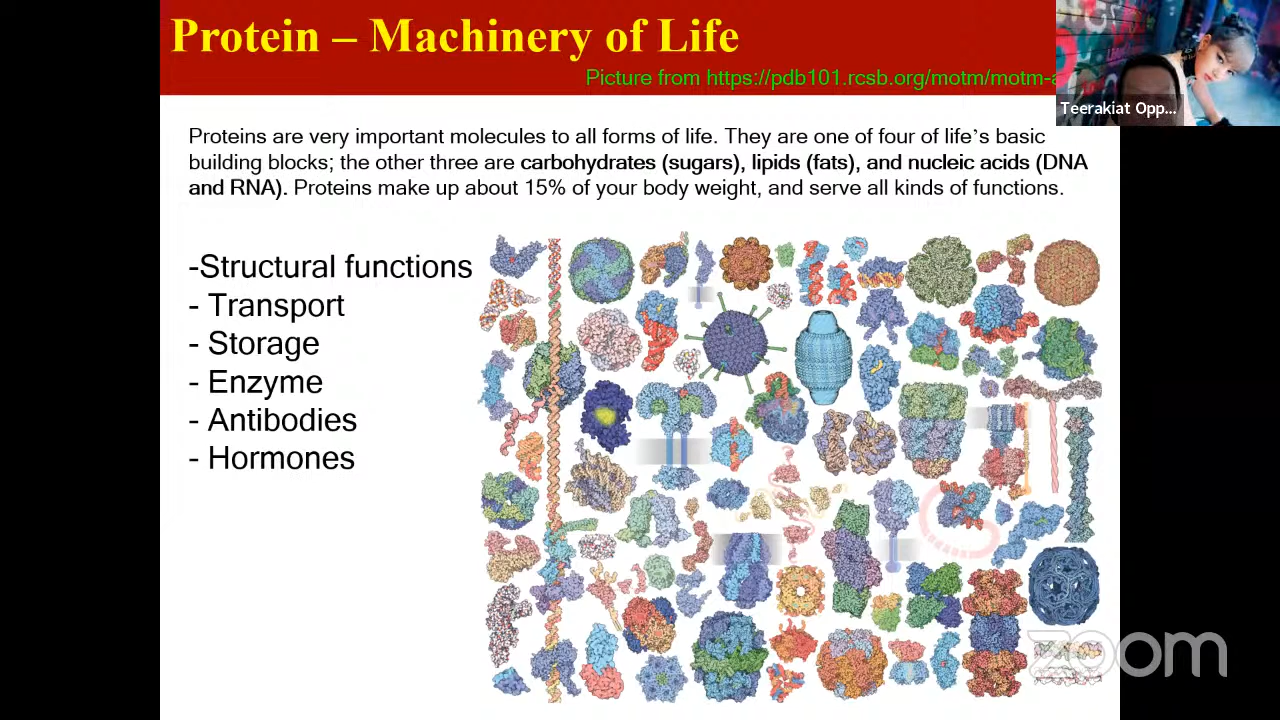 Protein – Machinery of Life
Picture from https://pdb101.rcsb.org/motm/motm-a
Teerakiat Opp...
Proteins are very important molecules to all forms of life. They are one of four of life's basic
building blocks; the other three are carbohydrates (sugars), lipids (fats), and nucleic acids (DNA
and RNA). Proteins make up about 15% of your body weight, and serve all kinds of functions.
-Structural functions
- Transport
- Storage
- Enzyme
- Antibodies
- Hormones
zoom